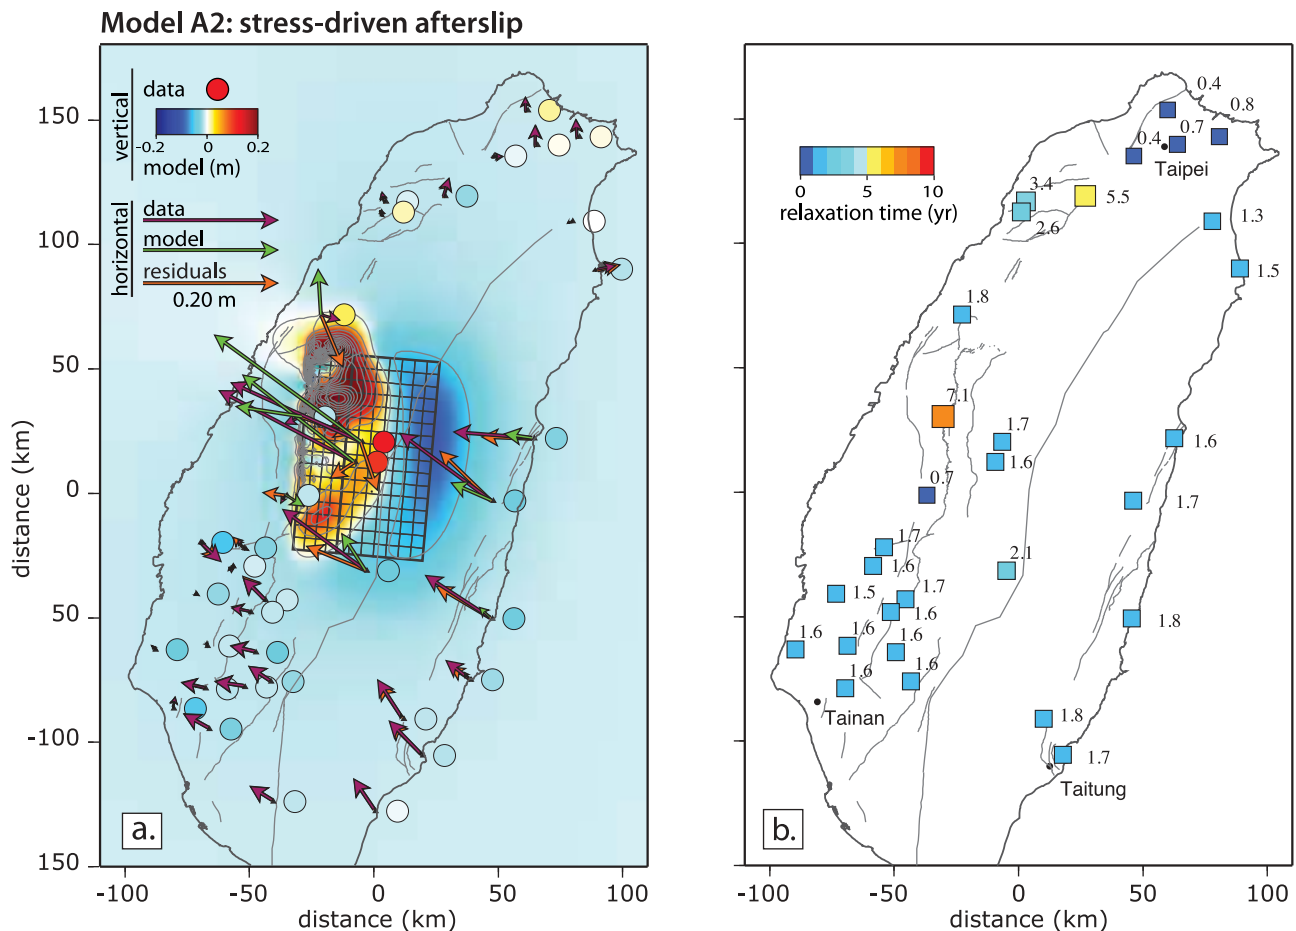 Model A2: stress-driven afterslip
vertical
data
-0.2 0 0.2
model (m)
horizontal
data
model
residuals
0.20 m
distance (km)
150
100
50
0
50
-100
150
-100 -50 0 50 100
distance (km)
a.
0 5 10
relaxation time (yr)
0.4
0.8
0.4
0.7
Taipei
3.4
5.5
2.6
1.3
1.5
1.8
7.1
1.7
1.6
1.6
0.7
1.7
1.7
1.6
2.1
1.5
1.7
1.6
1.8
1.6
1.6
1.6
1.6
1.6
Tainan
1.8
1.7
Taitung
b.
-100 -50 0 50 100
distance (km)